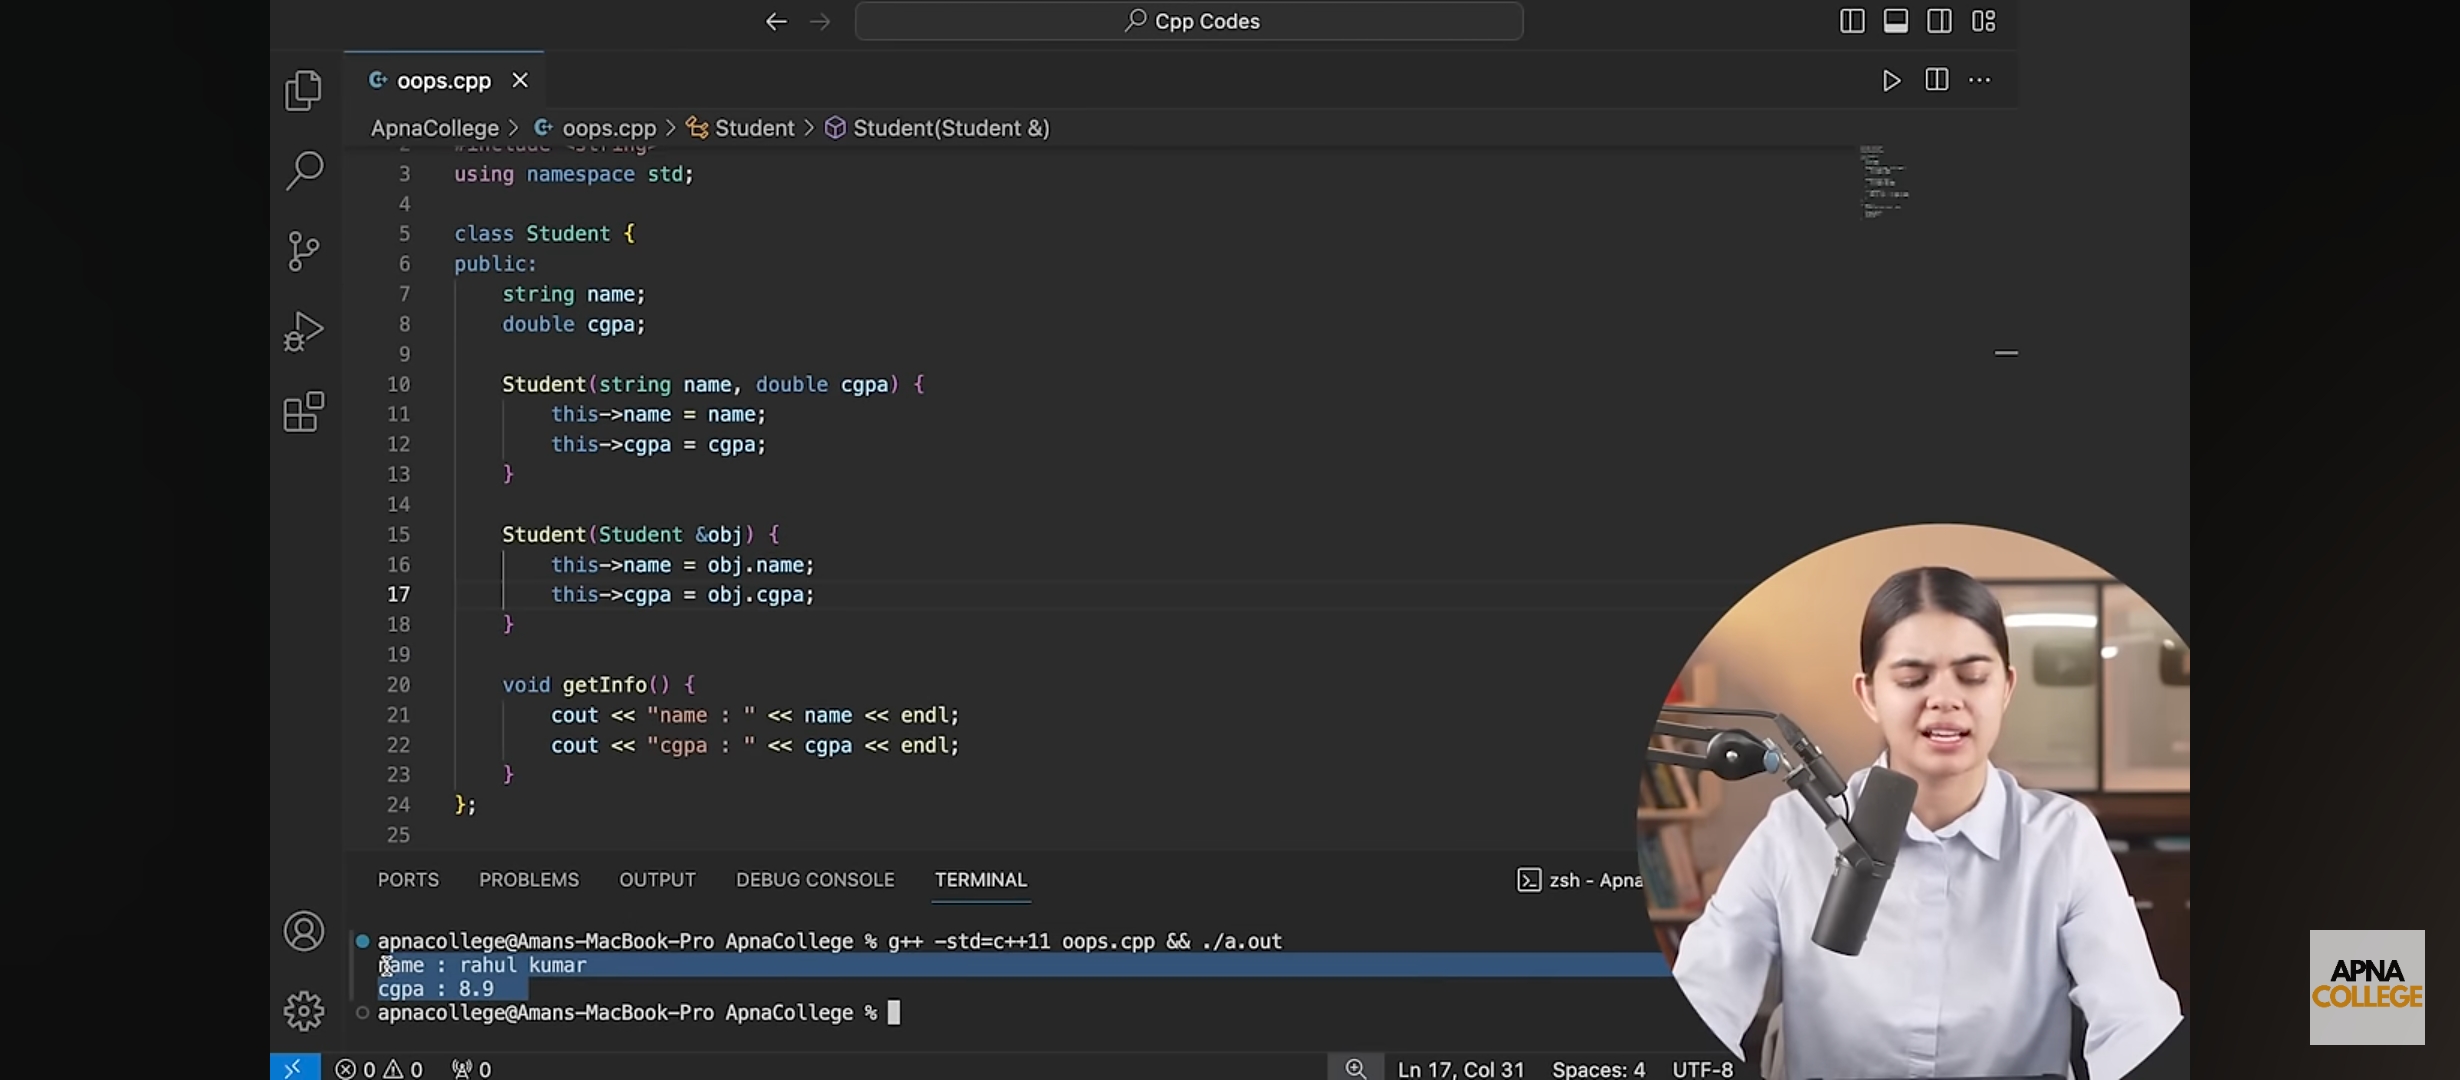 Cpp Codes
oops.cpp
ApnaCollege > oops.cpp > Student > Student(Student &)
2 #include <string>
3 using namespace std;
4
5 class Student {
6 public:
7 string name;
8 double cgpa;
9
10 Student(string name, double cgpa) {
11 this->name = name;
12 this->cgpa = cgpa;
13 }
14
15 Student(Student &obj) {
16 this->name = obj.name;
17 this->cgpa = obj.cgpa;
18 }
19
20 void getInfo() {
21 cout << "name : " << name << endl;
22 cout << "cgpa : " << cgpa << endl;
23 }
24 };
25
PORTS PROBLEMS OUTPUT DEBUG CONSOLE TERMINAL zsh - Apna
apnacollege@Amans-MacBook-Pro ApnaCollege % g++ -std=c++11 oops.cpp && ./a.out
name : rahul kumar
cgpa : 8.9
apnacollege@Amans-MacBook-Pro ApnaCollege %
0 0 0 Ln 17, Col 31 Spaces: 4 UTF-8
APNA
COLLEGE